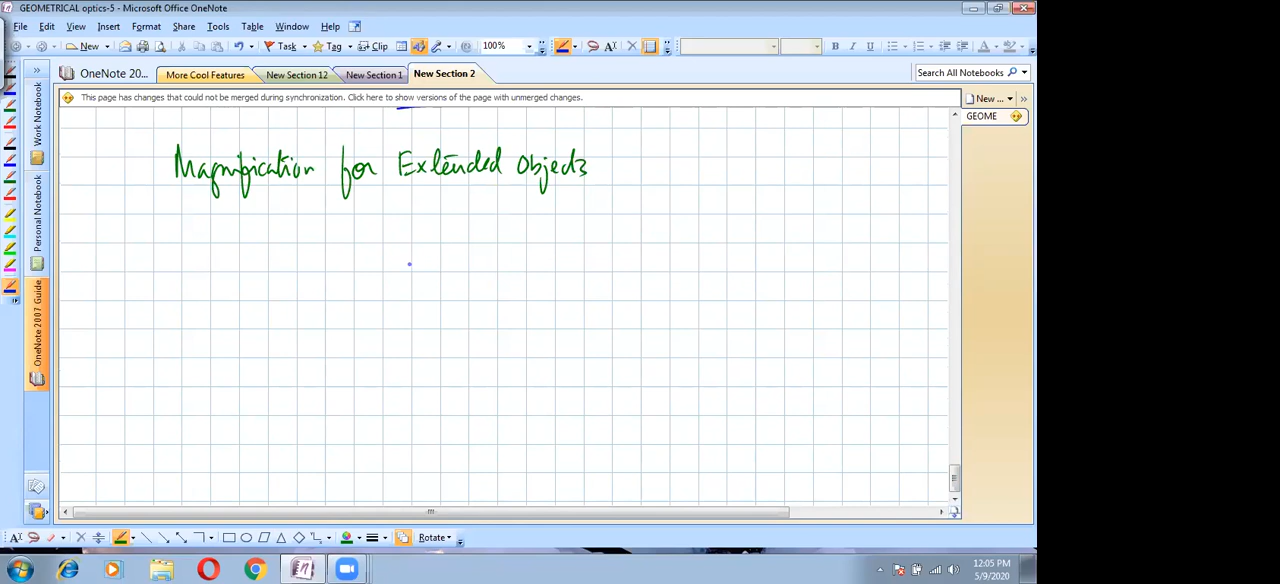 GEOMETRICAL optics-5 - Microsoft Office OneNote
File Edit View Insert Format Share Tools Table Window Help
New Task Tag Clip 100% B I U
OneNote 20... More Cool Features New Section 12 New Section 1 New Section 2 Search All Notebooks
This page has changes that could not be merged during synchronization. Click here to show versions of the page with unmerged changes.
New ...
GEOME
Work Notebook
Personal Notebook
OneNote 2007 Guide
Magnification for Extended Objects
Rotate
12:05 PM
5/9/2020